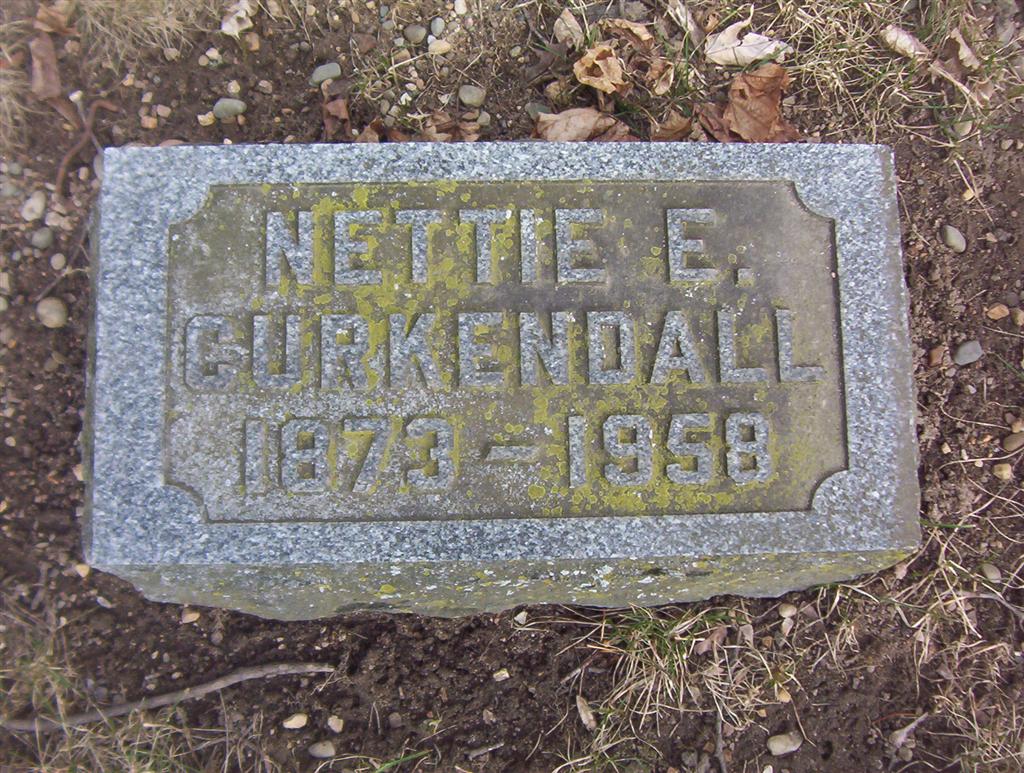 NETTIE E.
CURKENDALL
1873 – 1958